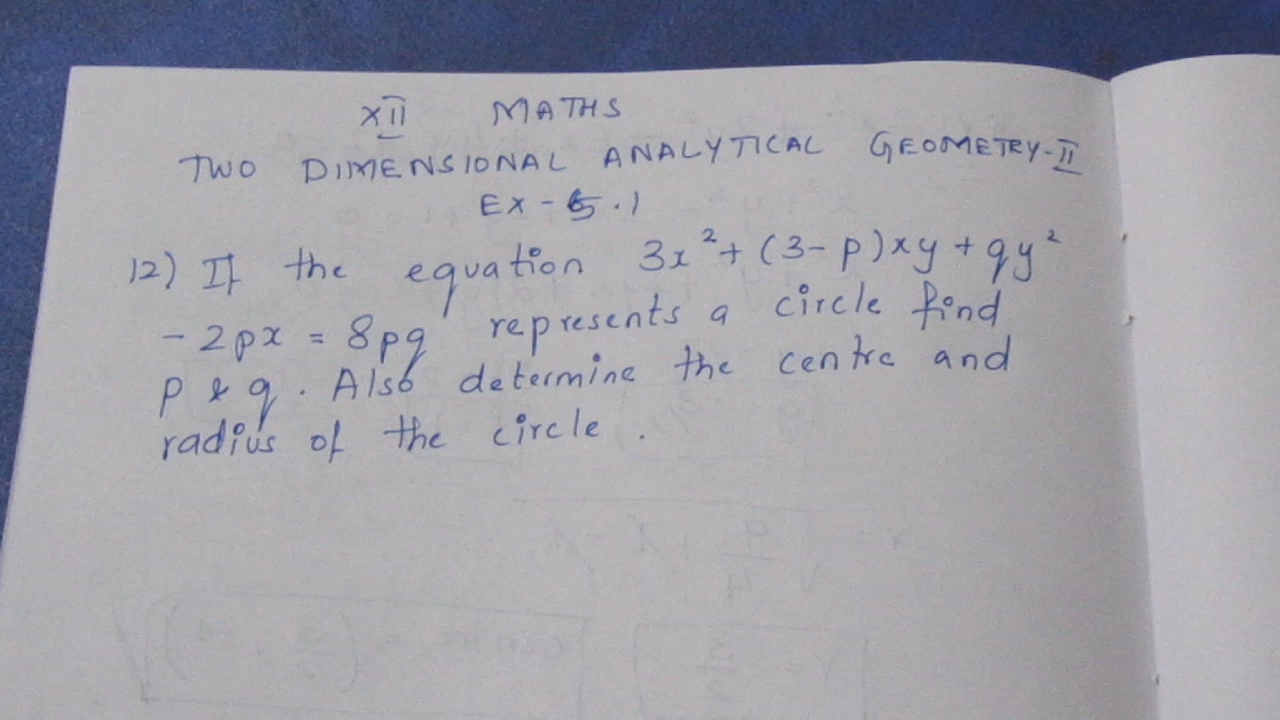 XII MATHS
TWO DIMENSIONAL ANALYTICAL GEOMETRY-II
EX-5.1
12) If the equation 3x²+(3-p)xy+qy²
-2px = 8pq represents a circle find
p & q. Also determine the centre and
radius of the circle.